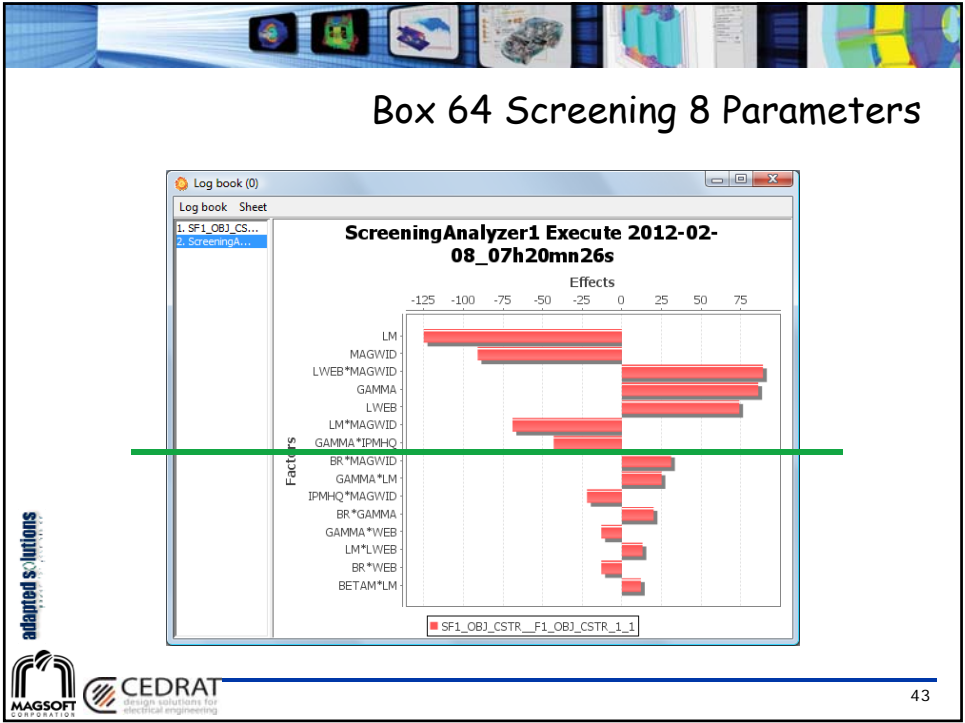 Box 64 Screening 8 Parameters
Log book (0)
Log book Sheet
1. SF1_OBJ_CS...
2. ScreeningA...
ScreeningAnalyzer1 Execute 2012-02-
08_07h20mn26s
Effects
-125 -100 -75 -50 -25 0 25 50 75
Factors
LM
MAGWID
LWEB*MAGWID
GAMMA
LWEB
LM*MAGWID
GAMMA*IPMHQ
BR*MAGWID
GAMMA*LM
IPMHQ*MAGWID
BR*GAMMA
GAMMA*WEB
LM*LWEB
BR*WEB
BETAM*LM
SF1_OBJ_CSTR__F1_OBJ_CSTR_1_1
adapted solutions
MAGSOFT
CORPORATION
CEDRAT
design solutions for
electrical engineering
43